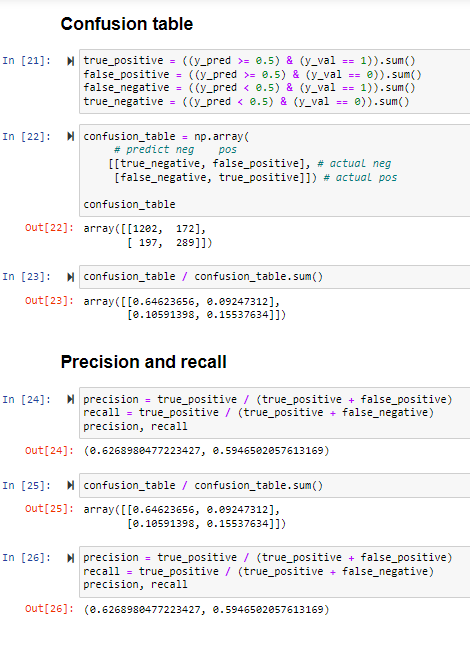 Confusion table
In [21]: true_positive = ((y_pred >= 0.5) & (y_val == 1)).sum()
false_positive = ((y_pred >= 0.5) & (y_val == 0)).sum()
false_negative = ((y_pred < 0.5) & (y_val == 1)).sum()
true_negative = ((y_pred < 0.5) & (y_val == 0)).sum()
In [22]: confusion_table = np.array(
# predict neg    pos
[[true_negative, false_positive], # actual neg
[false_negative, true_positive]]) # actual pos
confusion_table
Out[22]: array([[1202,  172],
[ 197,  289]])
In [23]: confusion_table / confusion_table.sum()
Out[23]: array([[0.64623656, 0.09247312],
[0.10591398, 0.15537634]])
Precision and recall
In [24]: precision = true_positive / (true_positive + false_positive)
recall = true_positive / (true_positive + false_negative)
precision, recall
Out[24]: (0.6268980477223427, 0.5946502057613169)
In [25]: confusion_table / confusion_table.sum()
Out[25]: array([[0.64623656, 0.09247312],
[0.10591398, 0.15537634]])
In [26]: precision = true_positive / (true_positive + false_positive)
recall = true_positive / (true_positive + false_negative)
precision, recall
Out[26]: (0.6268980477223427, 0.5946502057613169)